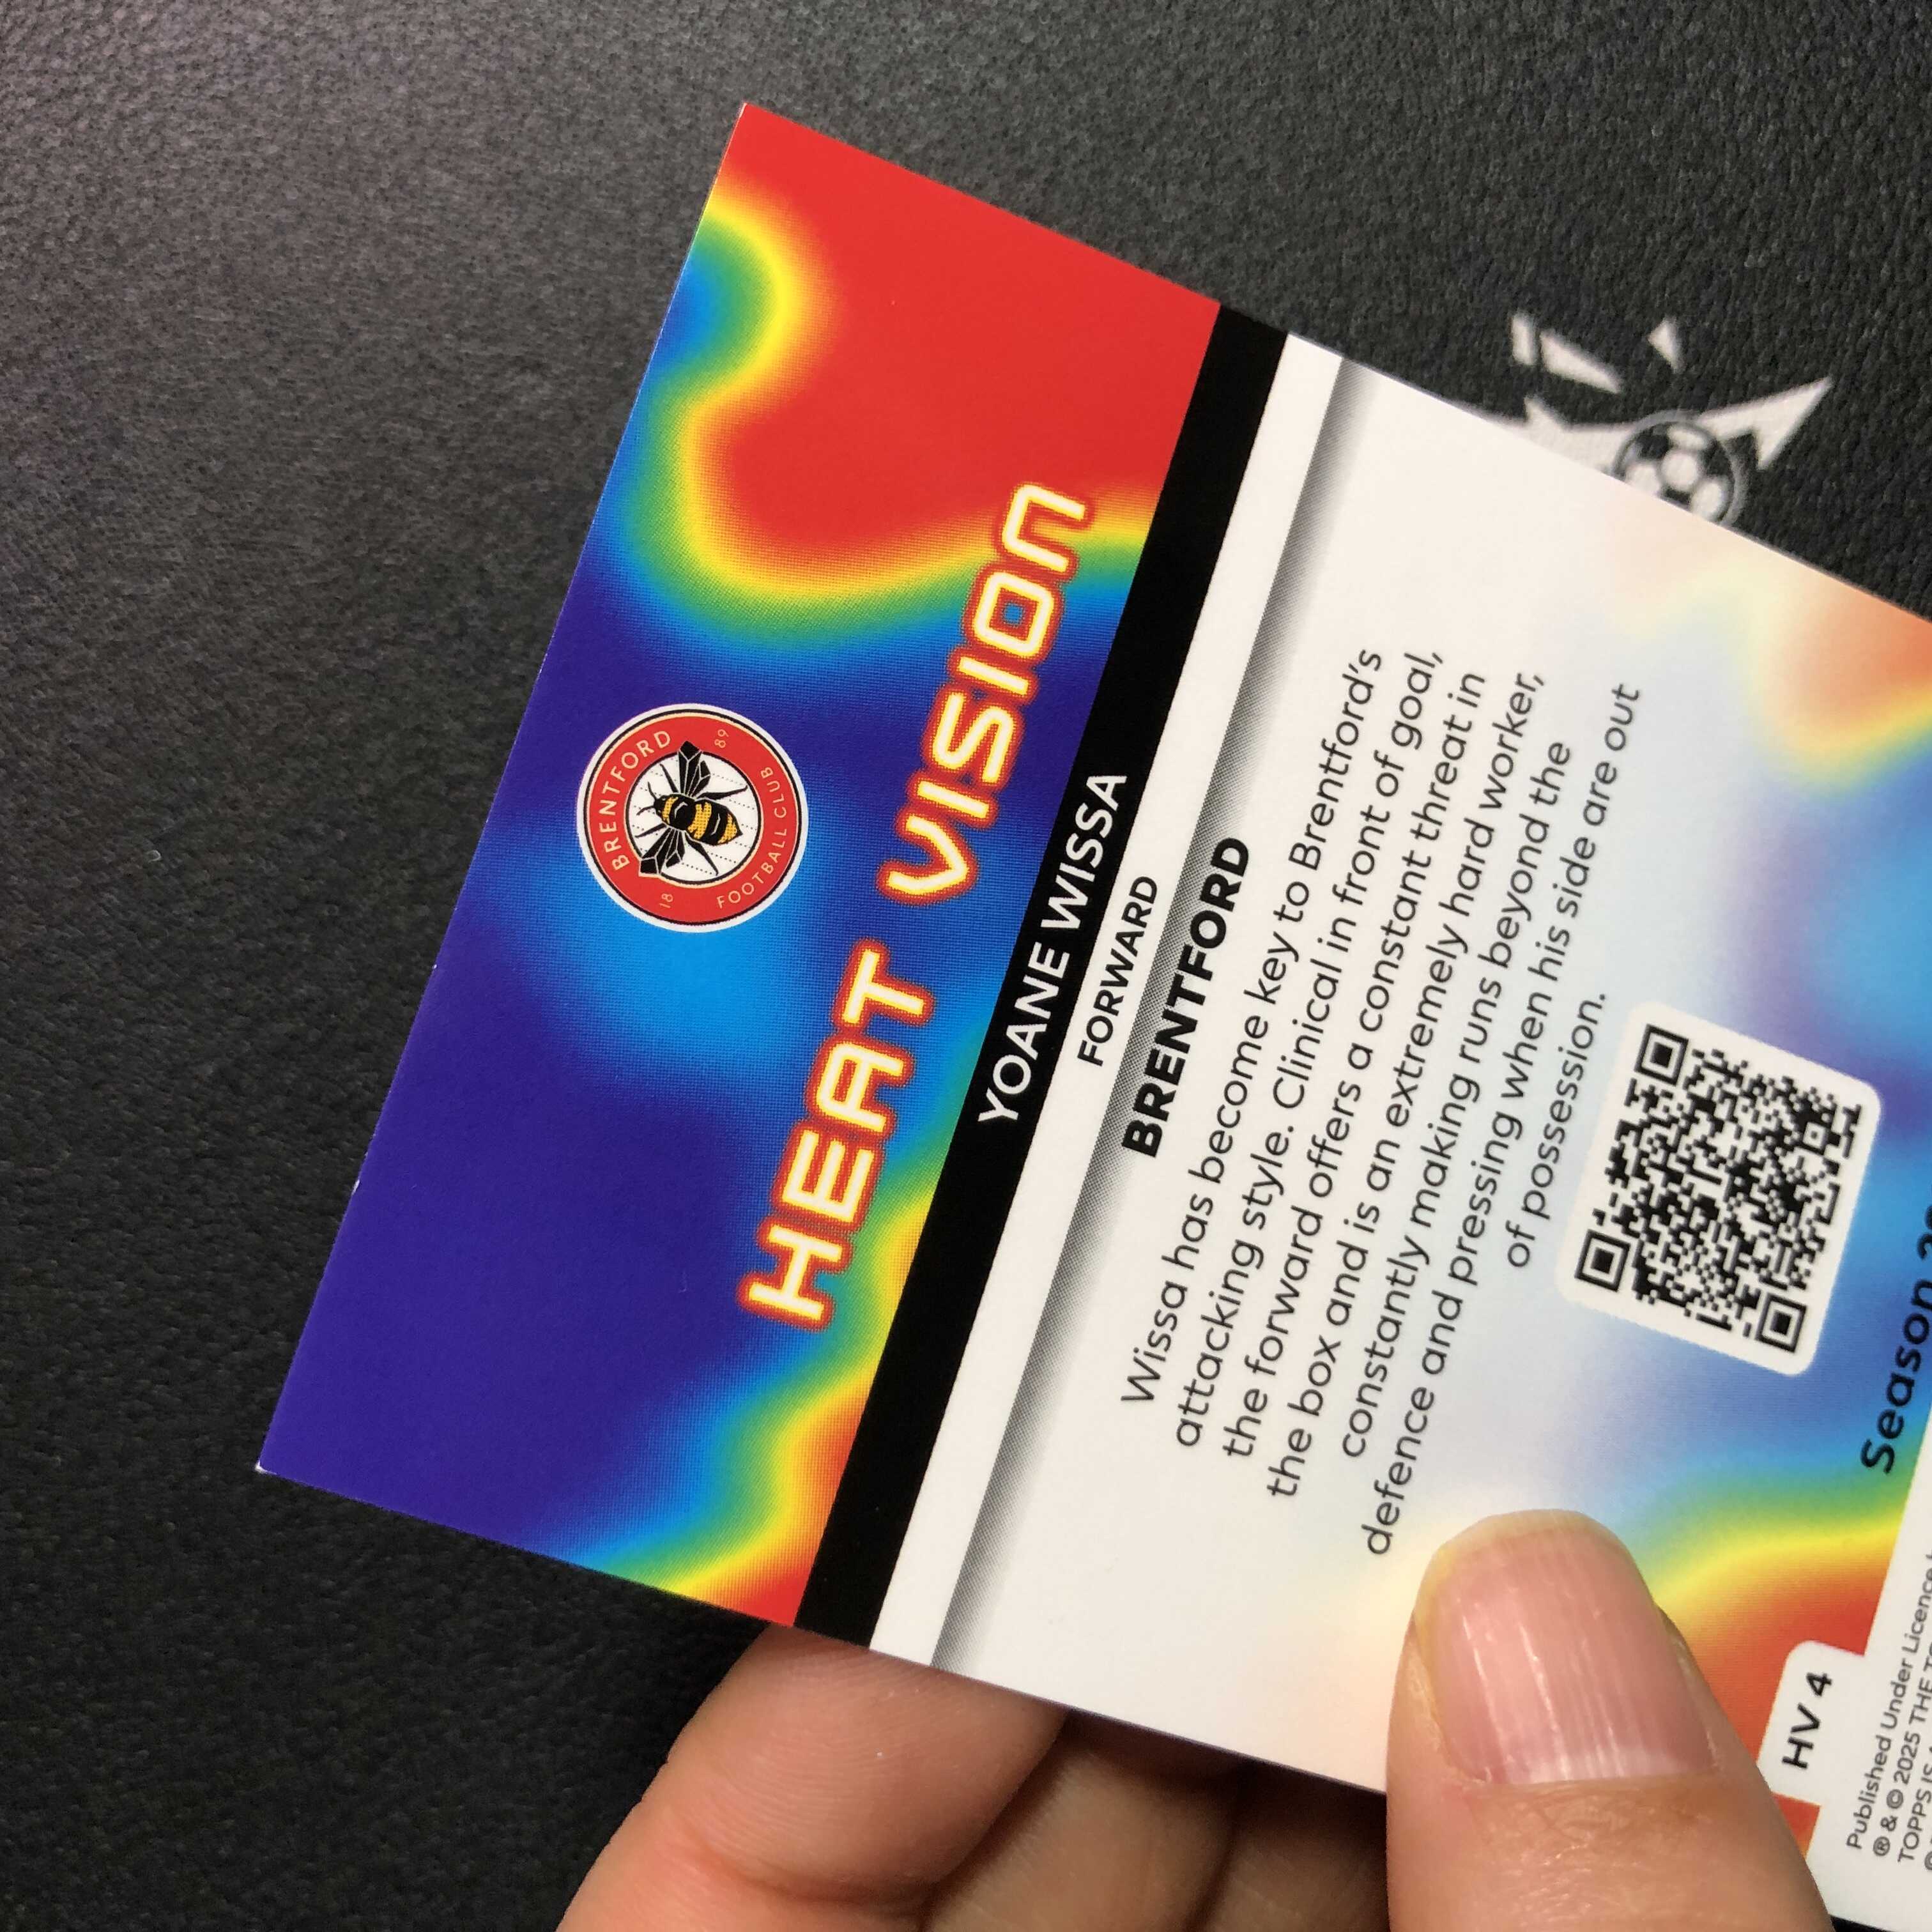 BRENTFORD
FOOTBALL CLUB
18 89
HEAT VISION
YOANE WISSA
FORWARD
BRENTFORD
Wissa has become key to Brentford's
attacking style. Clinical in front of goal,
the forward offers a constant threat in
the box and is an extremely hard worker,
constantly making runs beyond the
defence and pressing when his side are out
of possession.
Season
HV 4
Published Under Licence
® & © 2025 THE
TOPPS IS